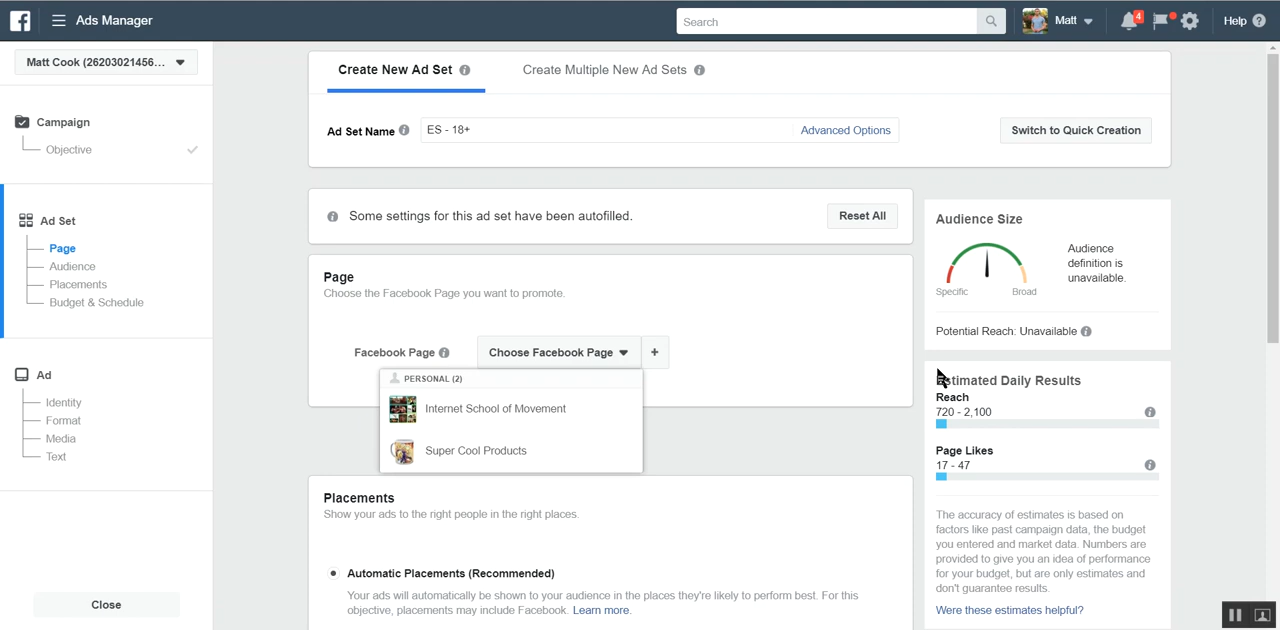 Ads Manager
Search
Matt
4
Help
Matt Cook (26203021456...
Campaign
Objective
Ad Set
Page
Audience
Placements
Budget & Schedule
Ad
Identity
Format
Media
Text
Close
Create New Ad Set
Create Multiple New Ad Sets
Ad Set Name
ES - 18+
Advanced Options
Switch to Quick Creation
Some settings for this ad set have been autofilled.
Reset All
Page
Choose the Facebook Page you want to promote.
Facebook Page
Choose Facebook Page
+
PERSONAL (2)
Internet School of Movement
Super Cool Products
Placements
Show your ads to the right people in the right places.
Automatic Placements (Recommended)
Your ads will automatically be shown to your audience in the places they're likely to perform best. For this
objective, placements may include Facebook. Learn more.
Audience Size
Specific
Broad
Audience
definition is
unavailable.
Potential Reach: Unavailable
Estimated Daily Results
Reach
720 - 2,100
Page Likes
17 - 47
The accuracy of estimates is based on
factors like past campaign data, the budget
you entered and market data. Numbers are
provided to give you an idea of performance
for your budget, but are only estimates and
don't guarantee results.
Were these estimates helpful?